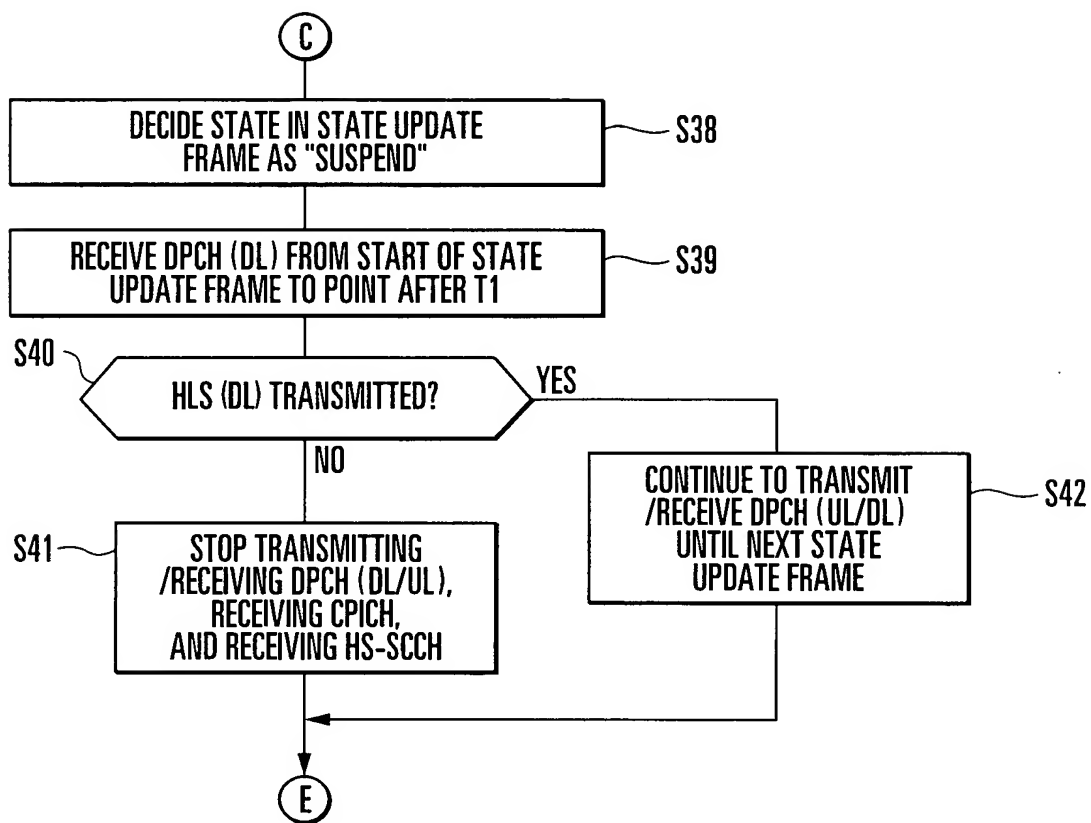 C
DECIDE STATE IN STATE UPDATE
FRAME AS "SUSPEND"
S38
RECEIVE DPCH (DL) FROM START OF STATE
UPDATE FRAME TO POINT AFTER T1
S39
S40
HLS (DL) TRANSMITTED?
YES
NO
CONTINUE TO TRANSMIT
/RECEIVE DPCH (UL/DL)
UNTIL NEXT STATE
UPDATE FRAME
S42
S41
STOP TRANSMITTING
/RECEIVING DPCH (DL/UL),
RECEIVING CPICH,
AND RECEIVING HS-SCCH
E